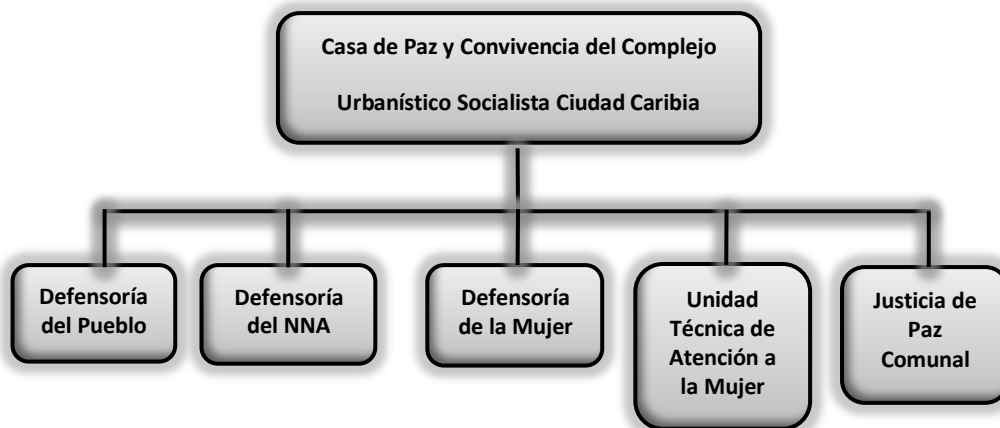 Casa de Paz y Convivencia del Complejo
Urbanístico Socialista Ciudad Caribia
Defensoría
del Pueblo
Defensoría
del NNA
Defensoría
de la Mujer
Unidad
Técnica de
Atención a
la Mujer
Justicia de
Paz
Comunal